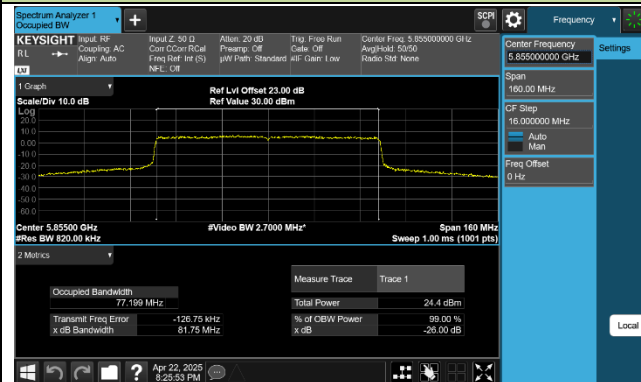 Spectrum Analyzer 1
Occupied BW
SCPI
Frequency
KEYSIGHT
RL
LXI
Input: RF
Coupling: AC
Align: Auto
Input Z: 50 Ω
Corr CCorr RCal
Freq Ref: Int (S)
NFE: Off
Atten: 20 dB
Preamp: Off
µW Path: Standard
Trig: Free Run
Gate: Off
#IF Gain: Low
Center Freq: 5.855000000 GHz
Avg|Hold: 50/50
Radio Std: None
Center Frequency
5.855000000 GHz
Settings
Span
160.00 MHz
CF Step
16.000000 MHz
Auto
Man
Freq Offset
0 Hz
Local
1 Graph
Scale/Div 10.0 dB
Ref Lvl Offset 23.00 dB
Ref Value 30.00 dBm
Log
20.0
10.0
0.00
-10.0
-20.0
-30.0
-40.0
-50.0
-60.0
Center 5.85500 GHz
#Video BW 2.7000 MHz*
Span 160 MHz
#Res BW 820.00 kHz
Sweep 1.00 ms (1001 pts)
2 Metrics
Measure Trace
Trace 1
Occupied Bandwidth
77.199 MHz
Total Power
24.4 dBm
Transmit Freq Error
-126.75 kHz
% of OBW Power
99.00 %
x dB Bandwidth
81.75 MHz
x dB
-26.00 dB
?
Apr 22, 2025
8:25:53 PM